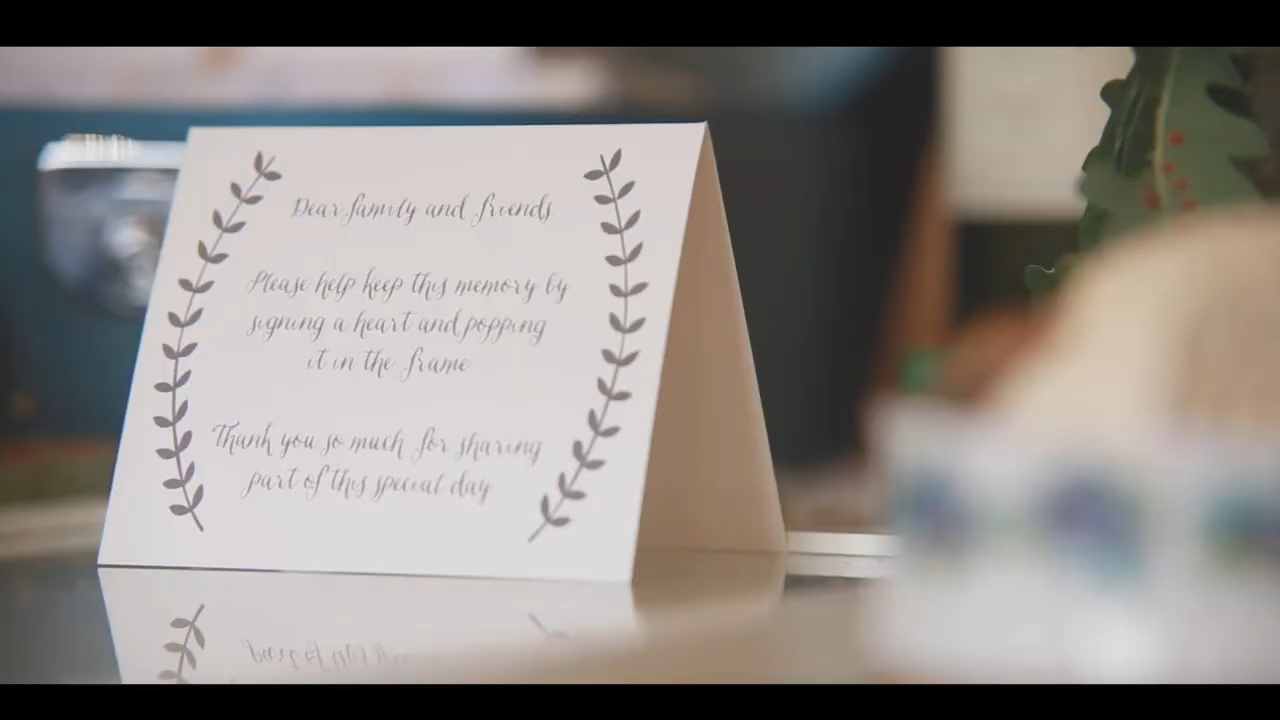 Dear family and friends
Please help keep this memory by
signing a heart and popping
it in the frame
Thank you so much for sharing
part of this special day